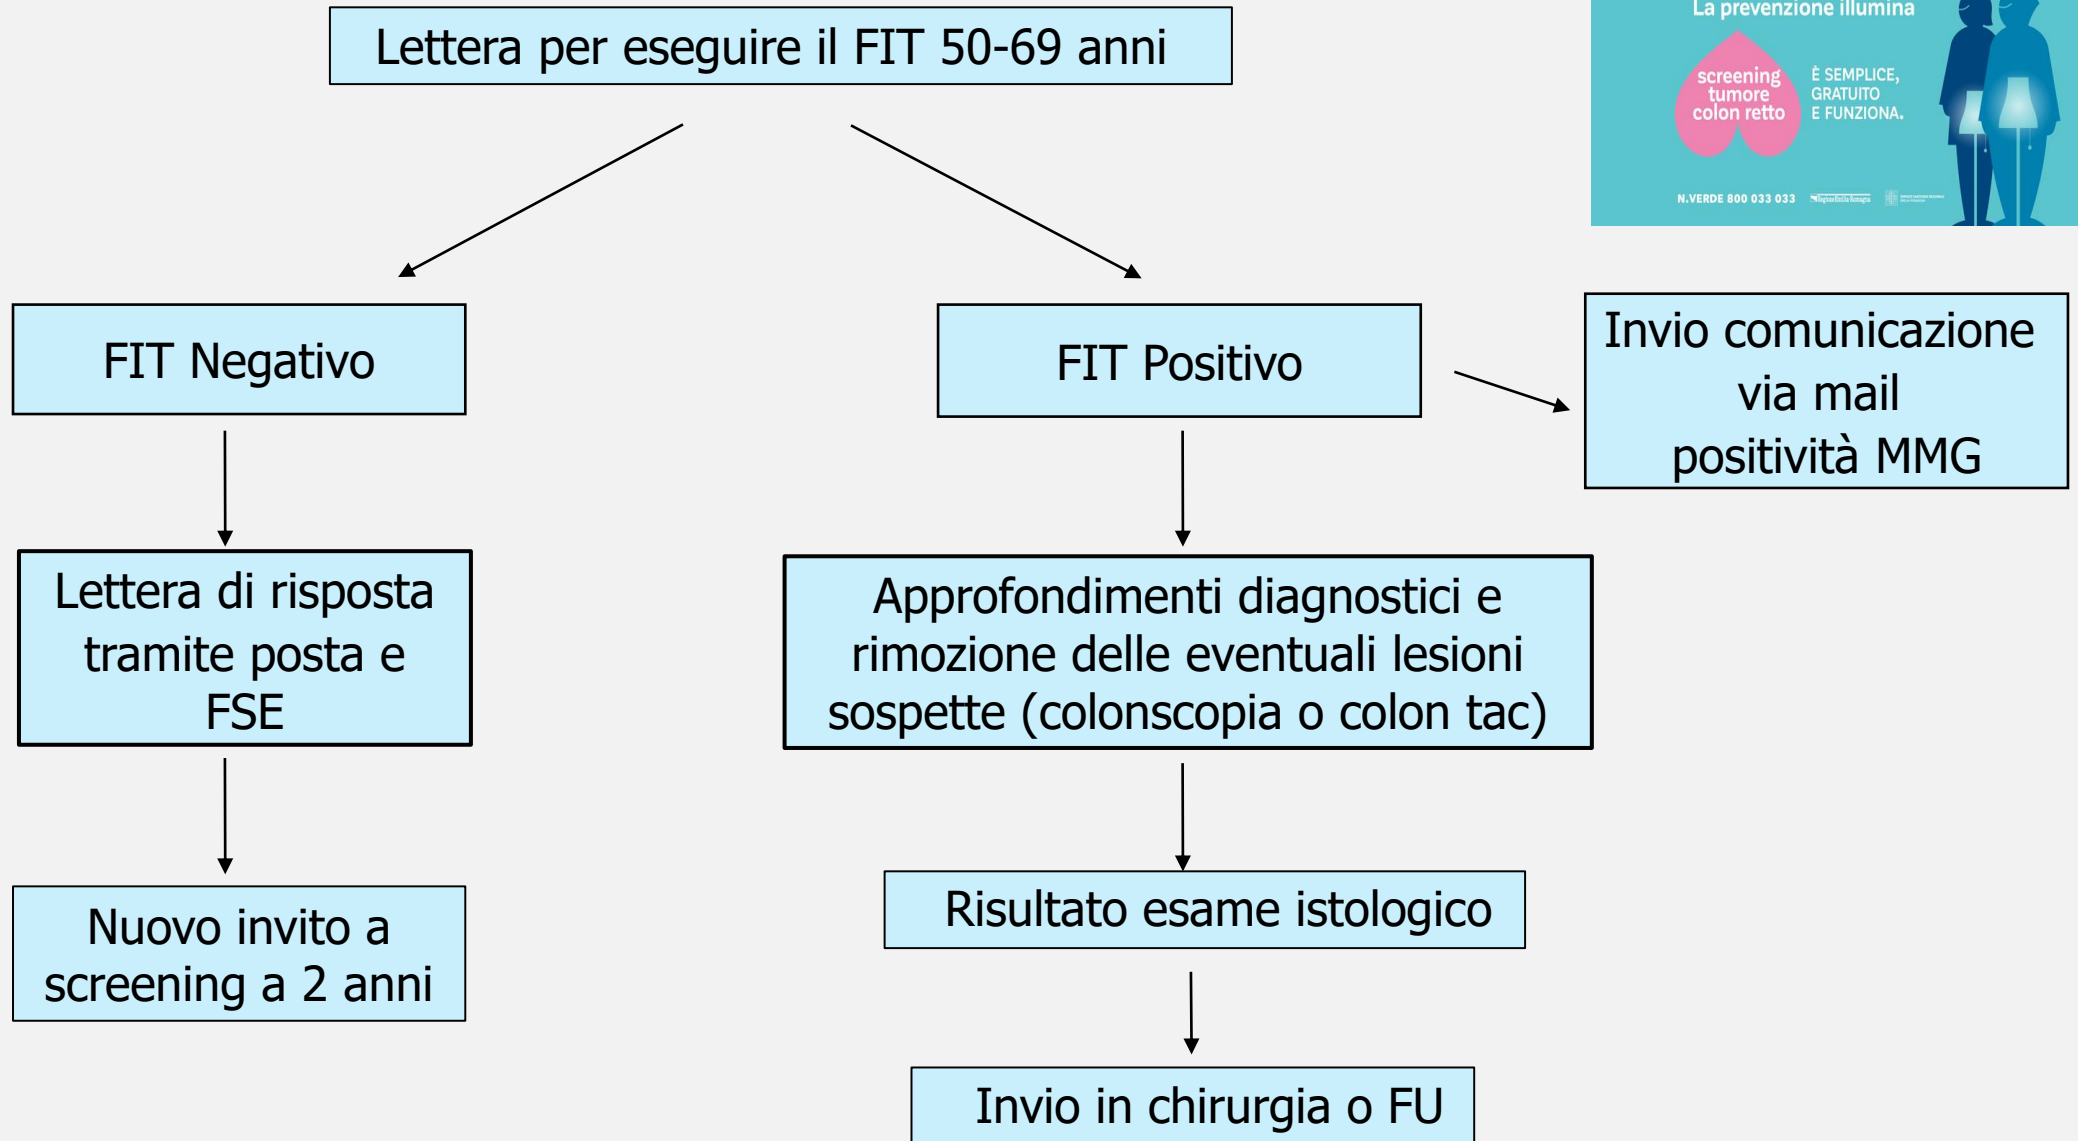 La prevenzione illumina
Lettera per eseguire il FIT 50-69 anni
screening
tumore
colon retto
È SEMPLICE,
GRATUITO
E FUNZIONA.
N.VERDE 800 033 033
Regione Emilia Romagna
FIT Negativo
FIT Positivo
Invio comunicazione
via mail
positività MMG
Lettera di risposta
tramite posta e
FSE
Approfondimenti diagnostici e
rimozione delle eventuali lesioni
sospette (colonscopia o colon tac)
Nuovo invito a
screening a 2 anni
Risultato esame istologico
Invio in chirurgia o FU